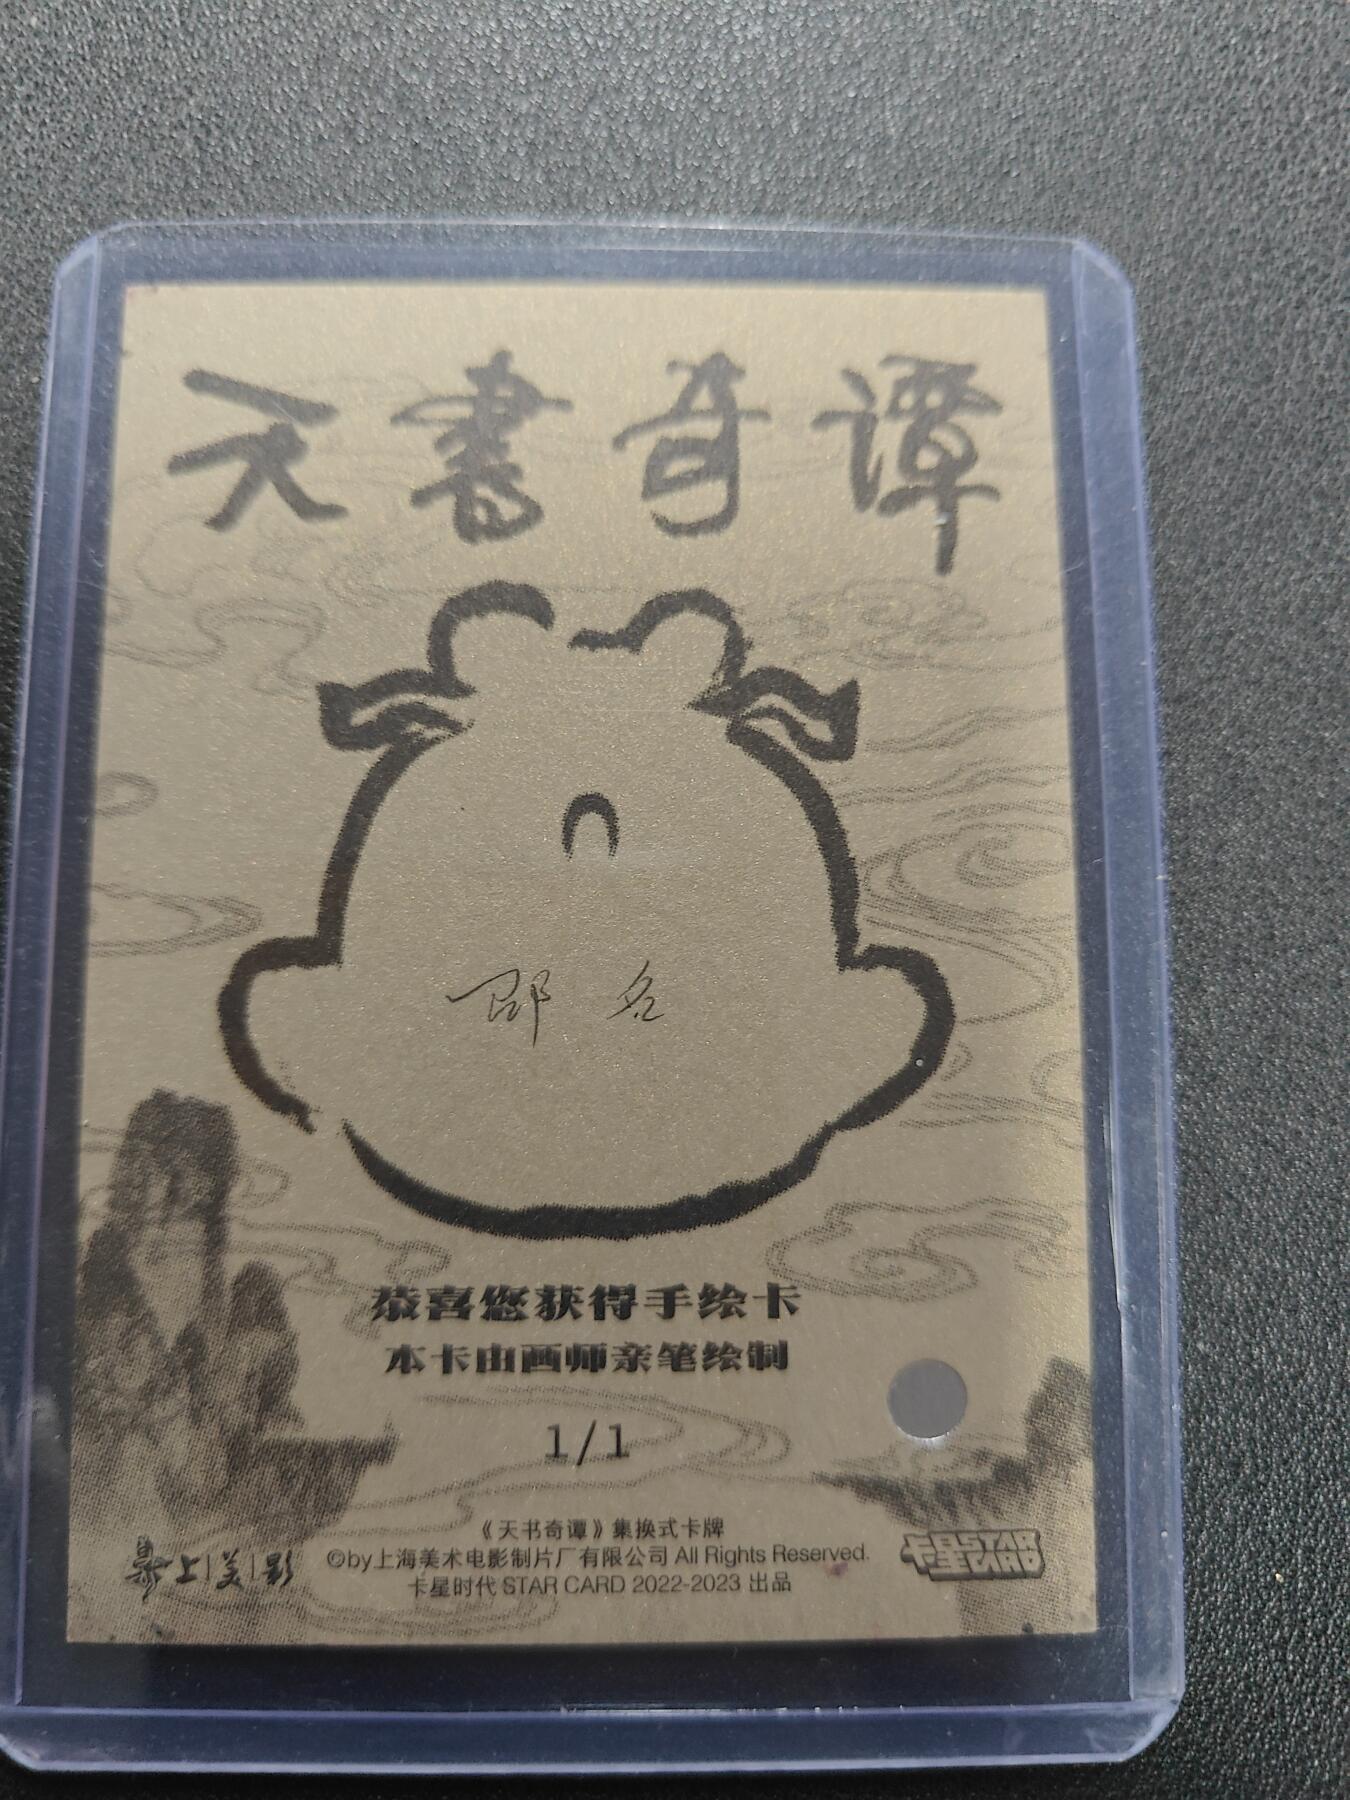 天書奇谭
邵名
恭喜您获得手绘卡
本卡由画师亲笔绘制
1/1
《天书奇谭》集换式卡牌
©by上海美术电影制片厂有限公司 All Rights Reserved.
卡星时代 STAR CARD 2022-2023 出品
上美影
卡星 STAR CARD